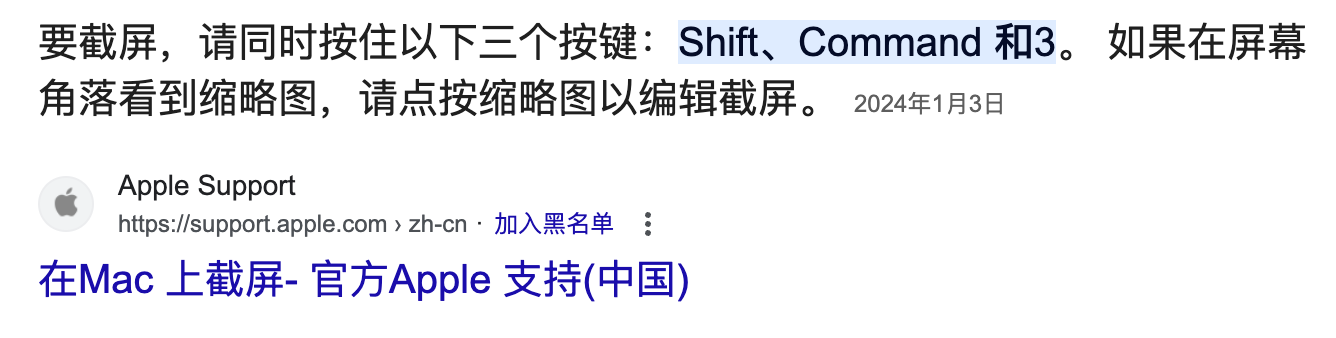 要截屏，请同时按住以下三个按键：Shift、Command 和3。 如果在屏幕
角落看到缩略图，请点按缩略图以编辑截屏。 2024年1月3日
Apple Support
https://support.apple.com › zh-cn · 加入黑名单
在Mac 上截屏- 官方Apple 支持(中国)